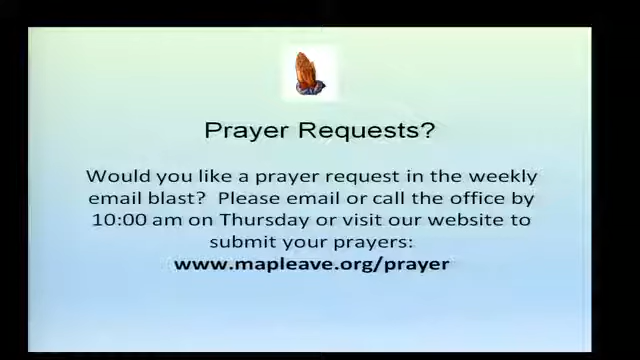 Prayer Requests?
Would you like a prayer request in the weekly
email blast? Please email or call the office by
10:00 am on Thursday or visit our website to
submit your prayers:
www.mapleave.org/prayer